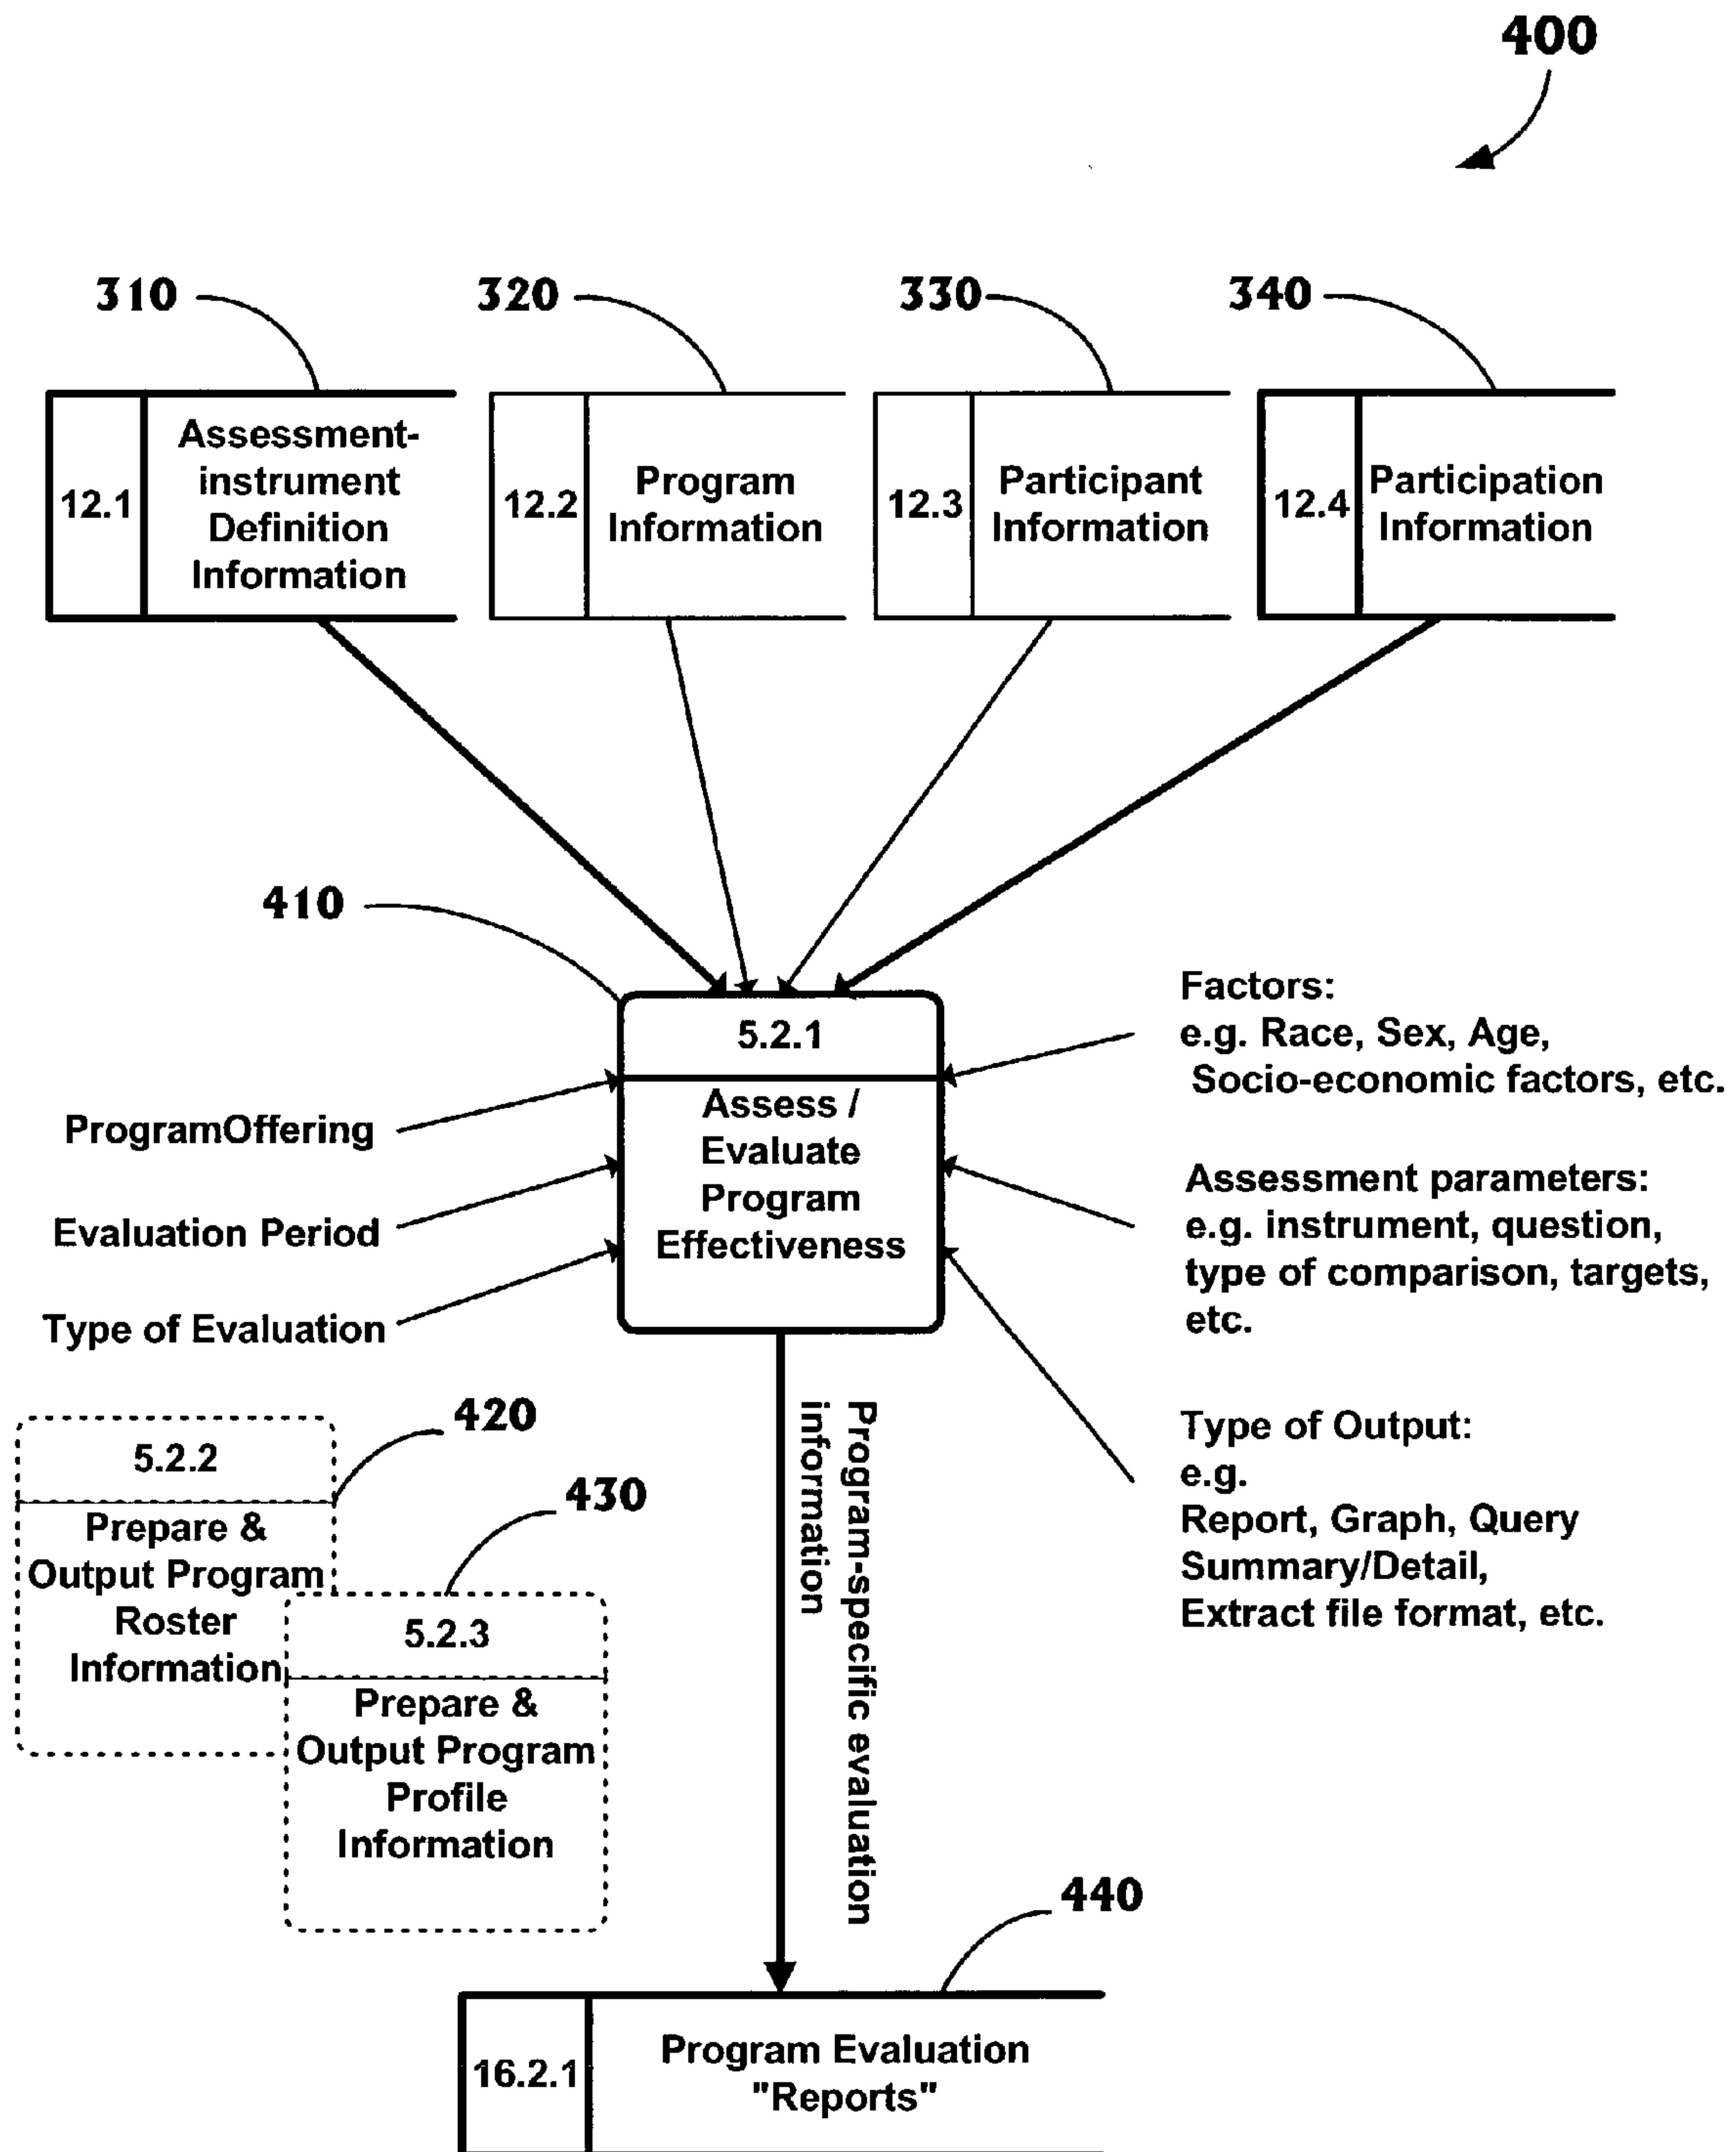 400
310
320
330
340
12.1
Assessment-
instrument
Definition
Information
12.2
Program
Information
12.3
Participant
Information
12.4
Participation
Information
410
5.2.1
Assess /
Evaluate
Program
Effectiveness
ProgramOffering
Evaluation Period
Type of Evaluation
Factors:
e.g. Race, Sex, Age,
Socio-economic factors, etc.
Assessment parameters:
e.g. instrument, question,
type of comparison, targets,
etc.
Type of Output:
e.g.
Report, Graph, Query
Summary/Detail,
Extract file format, etc.
420
5.2.2
Prepare &
Output Program
Roster
Information
430
5.2.3
Prepare &
Output Program
Profile
Information
Program-specific evaluation
information
440
16.2.1
Program Evaluation
"Reports"